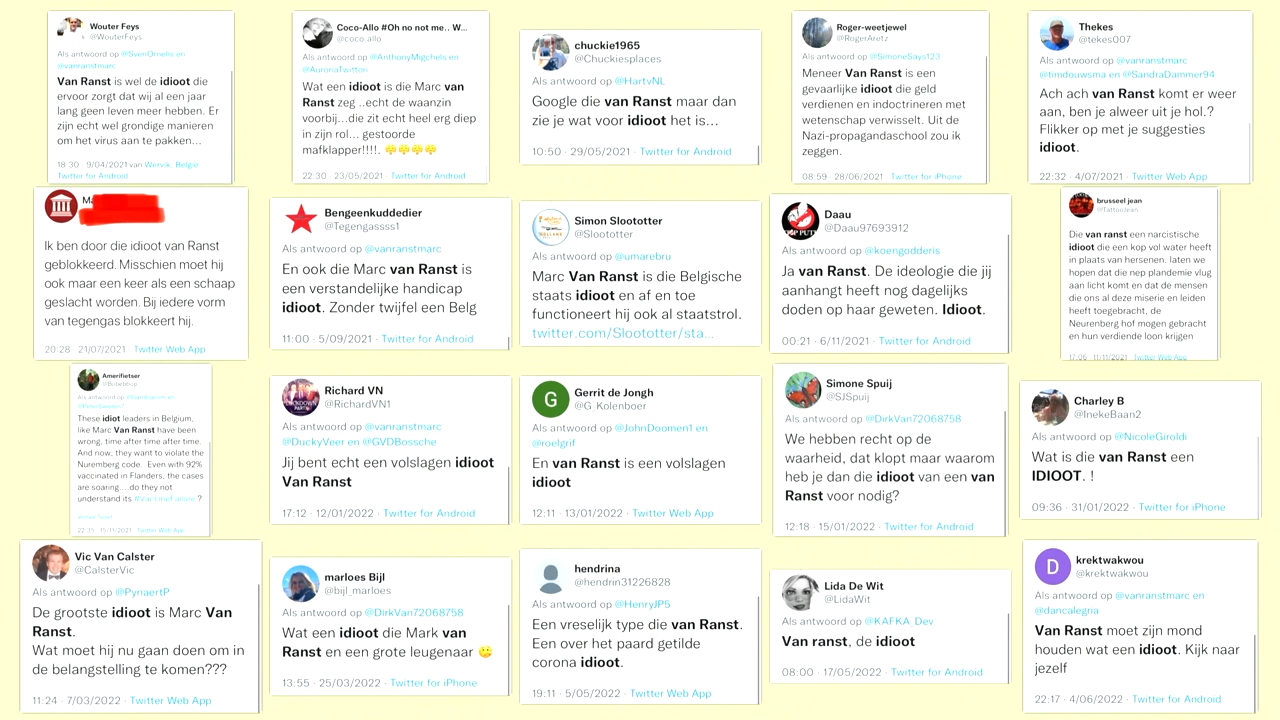 Wouter Feys
@WouterFeys
Als antwoord op @SvenOrnelis en
@vanranstmarc
Van Ranst is wel de idioot die
ervoor zorgt dat wij al een jaar
lang geen leven meer hebben. Er
zijn echt wel grondige manieren
om het virus aan te pakken...
18:30 · 9/04/2021 van Wervik, België
Twitter for Android
Coco-Allo #Oh no not me.. W...
@coco allo
Als antwoord op @AnthonyMigchels en
@AuroraTwitton
Wat een idioot is die Marc van
Ranst zeg ..echt de waanzin
voorbij...die zit echt heel erg diep
in zijn rol... gestoorde
mafklapper!!!!.
22:30 · 23/05/2021 · Twitter for Android
chuckie1965
@Chuckiesplaces
Als antwoord op @HartvNL
Google die van Ranst maar dan
zie je wat voor idioot het is...
10:50 · 29/05/2021 · Twitter for Android
Roger-weetjewel
@RogerAretz
Als antwoord op @SimoneSays123
Meneer Van Ranst is een
gevaarlijke idioot die geld
verdienen en indoctrineren met
wetenschap verwisselt. Uit de
Nazi-propagandaschool zou ik
zeggen.
08:59 · 28/06/2021 · Twitter for iPhone
Thekes
@tekes007
Als antwoord op @vanranstmarc
@timdouwsma en @SandraDammer94
Ach ach van Ranst komt er weer
aan, ben je alweer uit je hol.?
Flikker op met je suggesties
idioot.
22:32 · 4/07/2021 · Twitter Web App
Ik ben door die idioot van Ranst
geblokkeerd. Misschien moet hij
ook maar een keer als een schaap
geslacht worden. Bij iedere vorm
van tegengas blokkeert hij.
20:28 · 21/07/2021 · Twitter Web App
Bengeenkuddedier
@Tegengassss1
Als antwoord op @vanranstmarc
En ook die Marc van Ranst is
een verstandelijke handicap
idioot. Zonder twijfel een Belg
11:00 · 5/09/2021 · Twitter for Android
Simon Sloototter
@Sloototter
Als antwoord op @umarebru
Marc Van Ranst is die Belgische
staats idioot en af en toe
functioneert hij ook al staatstrol.
twitter.com/Sloototter/sta...
Daau
@Daau97693912
Als antwoord op @koengodderis
Ja van Ranst. De ideologie die jij
aanhangt heeft nog dagelijks
doden op haar geweten. Idioot.
00:21 · 6/11/2021 · Twitter for Android
brusseel jean
@TattooJean
Die van ranst een narcistische
idioot die een kop vol water heeft
in plaats van hersenen. laten we
hopen dat die nep plandemie vlug
aan licht komt en dat de mensen
die ons al deze miserie en leiden
heeft toegebracht, de
Neurenberg hof mogen gebracht
en hun verdiende loon krijgen
17:06 · 11/11/2021 · Twitter Web App
Amerifietser
Als antwoord op
These idiot leaders in Belgium,
like Marc Van Ranst have been
wrong, time after time after time.
And now, they want to violate the
Nuremberg code. Even with 92%
vaccinated in Flanders, the cases
are soaring....do they not
understand its #VaccineFailure ?
22:35 · 15/11/2021 · Twitter Web App
Richard VN
@RichardVN1
Als antwoord op @vanranstmarc
@DuckyVeer en @GVDBossche
Jij bent echt een volslagen idioot
Van Ranst
17:12 · 12/01/2022 · Twitter for Android
G
Gerrit de Jongh
@G_Kolenboer
Als antwoord op @JohnDoomen1 en
@roelgrif
En van Ranst is een volslagen
idioot
12:11 · 13/01/2022 · Twitter Web App
Simone Spuij
@SJSpuij
Als antwoord op @DirkVan72068758
We hebben recht op de
waarheid, dat klopt maar waarom
heb je dan die idioot van een van
Ranst voor nodig?
12:18 · 15/01/2022 · Twitter for Android
Charley B
@InekeBaan2
Als antwoord op @NicoleGiroldi
Wat is die van Ranst een
IDIOOT. !
09:36 · 31/01/2022 · Twitter for iPhone
Vic Van Calster
@CalsterVic
Als antwoord op @PynaertP
De grootste idioot is Marc Van
Ranst.
Wat moet hij nu gaan doen om in
de belangstelling te komen???
11:24 · 7/03/2022 · Twitter Web App
marloes Bijl
@bijl_marloes
Als antwoord op @DirkVan72068758
Wat een idioot die Mark van
Ranst en een grote leugenaar
13:55 · 25/03/2022 · Twitter for iPhone
hendrina
@hendrin31226828
Als antwoord op @HenryJP5
Een vreselijk type die van Ranst.
Een over het paard getilde
corona idioot.
19:11 · 5/05/2022 · Twitter Web App
Lida De Wit
@LidaWit
Als antwoord op @KAFKA_Dev
Van ranst, de idioot
08:00 · 17/05/2022 · Twitter for Android
D
krektwakwou
@krektwakwou
Als antwoord op @vanranstmarc en
@dancalegria
Van Ranst moet zijn mond
houden wat een idioot. Kijk naar
jezelf
22:17 · 4/06/2022 · Twitter for Android